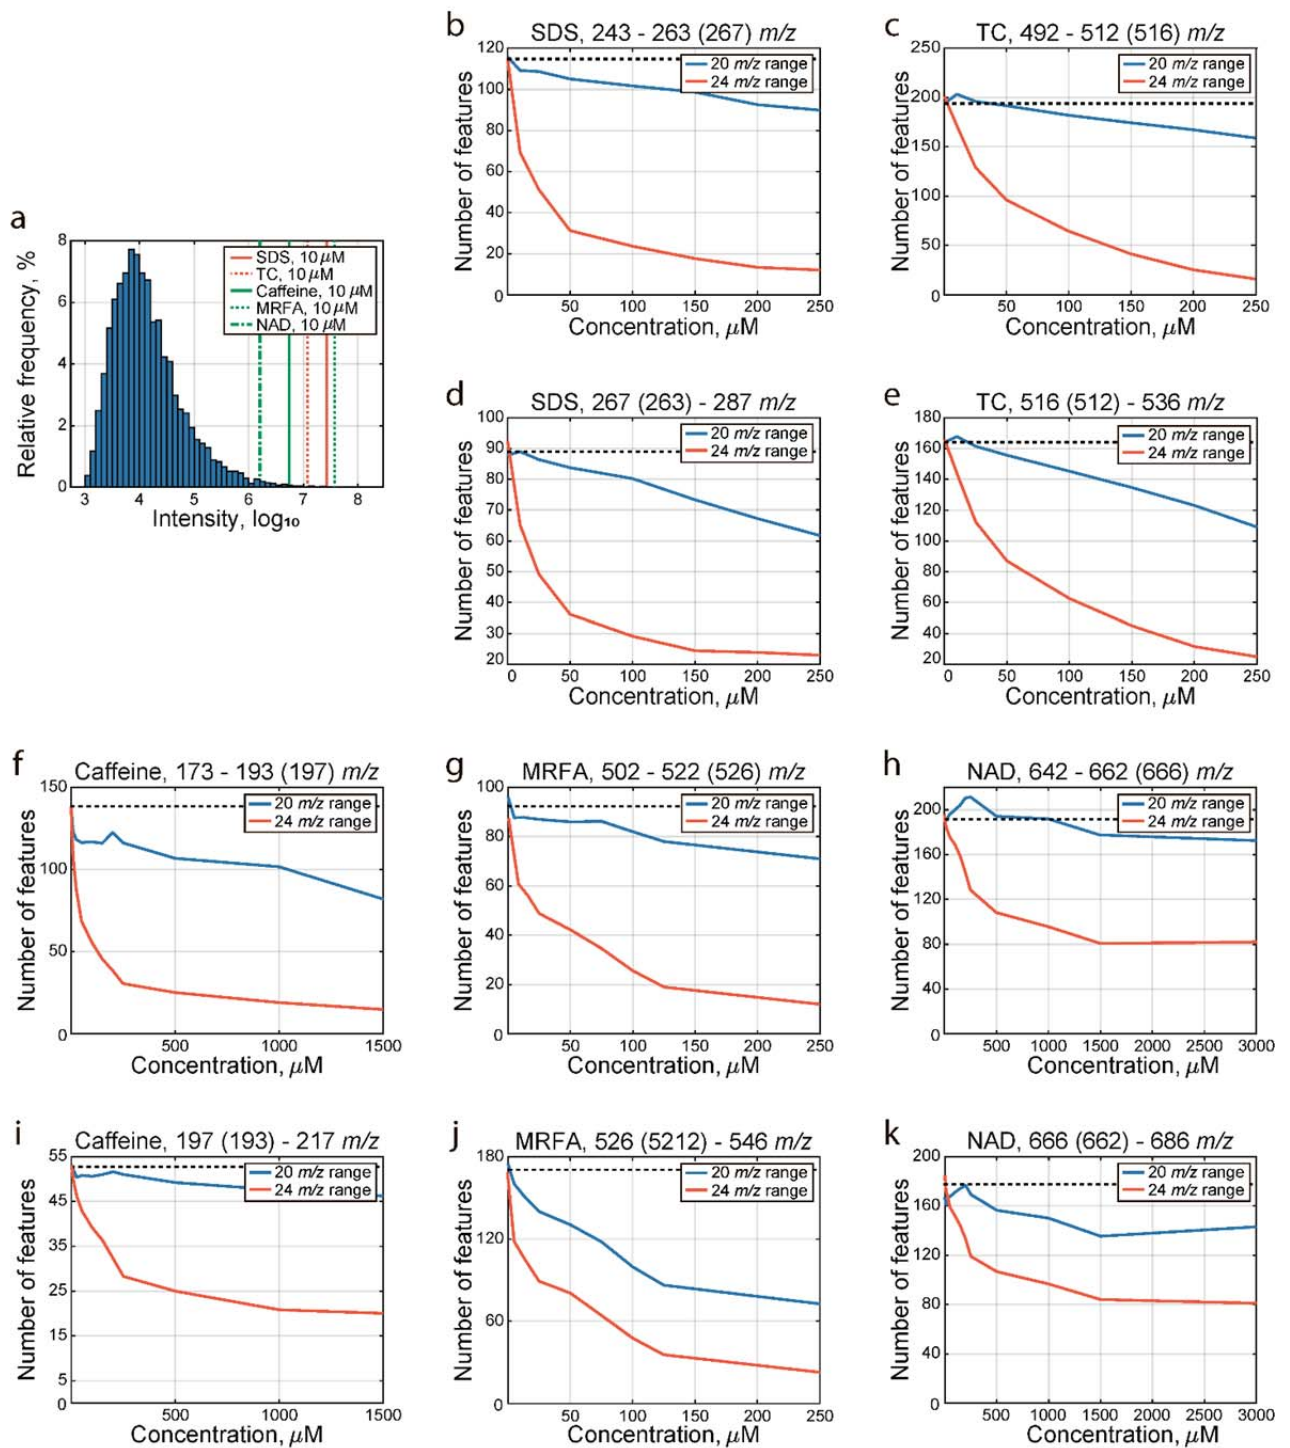 a
8
6
4
2
0
Relative frequency, %
3 4 5 6 7 8
Intensity, log₁₀
SDS, 10 μM
TC, 10 μM
Caffeine, 10 μM
MRFA, 10 μM
NAD, 10 μM
b
SDS, 243 - 263 (267) m/z
120
100
80
60
40
20
0
Number of features
20 m/z range
24 m/z range
50 100 150 200 250
Concentration, μM
c
TC, 492 - 512 (516) m/z
250
200
150
100
50
0
Number of features
20 m/z range
24 m/z range
50 100 150 200 250
Concentration, μM
d
SDS, 267 (263) - 287 m/z
100
90
80
70
60
50
40
30
20
Number of features
20 m/z range
24 m/z range
0 50 100 150 200 250
Concentration, μM
e
TC, 516 (512) - 536 m/z
180
160
140
120
100
80
60
40
20
Number of features
20 m/z range
24 m/z range
0 50 100 150 200 250
Concentration, μM
f
Caffeine, 173 - 193 (197) m/z
150
100
50
0
Number of features
20 m/z range
24 m/z range
500 1000 1500
Concentration, μM
g
MRFA, 502 - 522 (526) m/z
100
80
60
40
20
0
Number of features
20 m/z range
24 m/z range
50 100 150 200 250
Concentration, μM
h
NAD, 642 - 662 (666) m/z
200
160
120
80
40
0
Number of features
20 m/z range
24 m/z range
500 1000 1500 2000 2500 3000
Concentration, μM
i
Caffeine, 197 (193) - 217 m/z
55
45
35
25
15
5
0
Number of features
20 m/z range
24 m/z range
500 1000 1500
Concentration, μM
j
MRFA, 526 (5212) - 546 m/z
180
120
60
0
Number of features
20 m/z range
24 m/z range
50 100 150 200 250
Concentration, μM
k
NAD, 666 (662) - 686 m/z
200
160
120
80
40
0
Number of features
20 m/z range
24 m/z range
500 1000 1500 2000 2500 3000
Concentration, μM